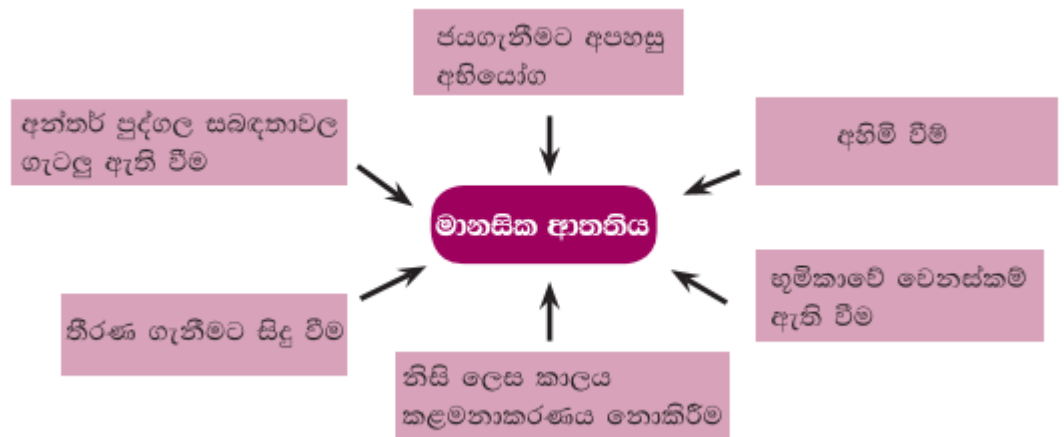 ජයගැනීමට අපහසු
අභියෝග
අන්තර් පුද්ගල සබඳතාවල
ගැටලු ඇති වීම
අහිමි වීම්
මානසික ආතතිය
භූමිකාවේ වෙනස්කම්
ඇති වීම
තීරණ ගැනීමට සිදු වීම
නිසි ලෙස කාලය
කළමනාකරණය නොකිරීම